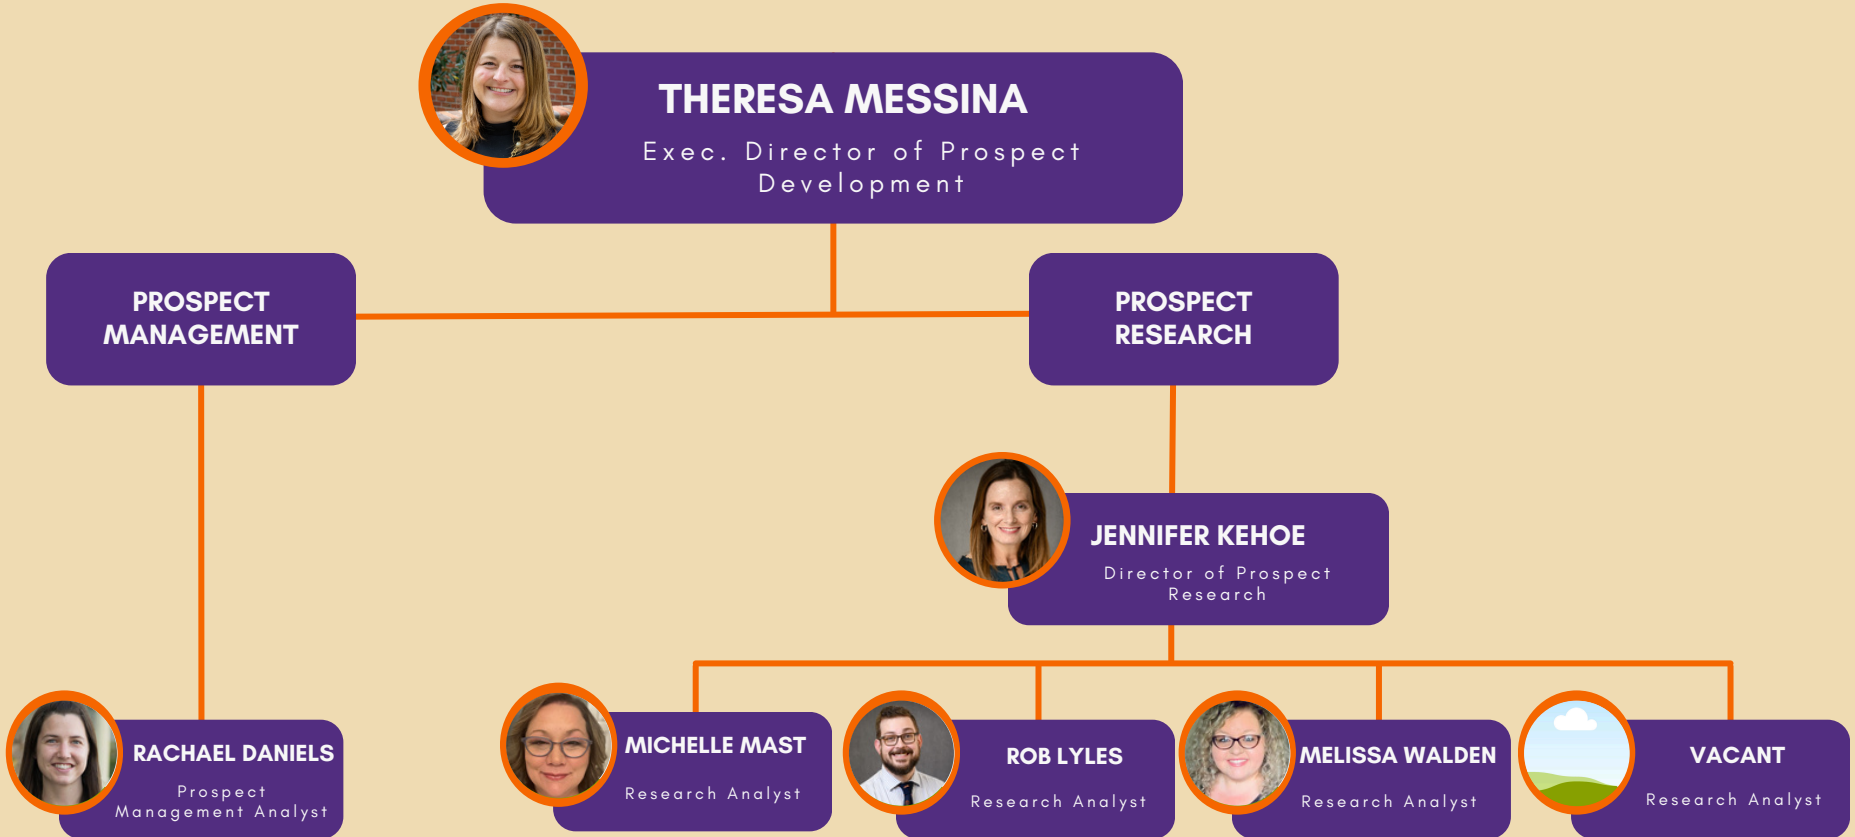 THERESA MESSINA
Exec. Director of Prospect
Development
PROSPECT
MANAGEMENT
PROSPECT
RESEARCH
JENNIFER KEHOE
Director of Prospect
Research
RACHAEL DANIELS
Prospect
Management Analyst
MICHELLE MAST
Research Analyst
ROB LYLES
Research Analyst
MELISSA WALDEN
Research Analyst
VACANT
Research Analyst